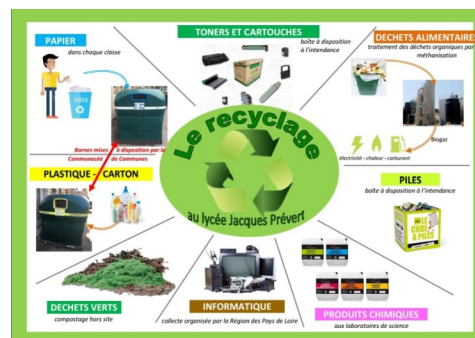 PAPIER
dans chaque classe
TONERS ET CARTOUCHES
boîte à disposition
à l'intendance
DECHETS ALIMENTAIRES
traitement des déchets organiques par
méthanisation
Biogaz
électricité - chaleur - carburant
Bornes mises à disposition par la
Communauté de Communes
PLASTIQUE - CARTON
Le recyclage
au lycée Jacques Prévert
PILES
boîte à disposition à l'intendance
LE CUBE
À PILES
DECHETS VERTS
compostage hors site
INFORMATIQUE
collecte organisée par la Région des Pays de Loire
PRODUITS CHIMIQUES
aux laboratoires de science